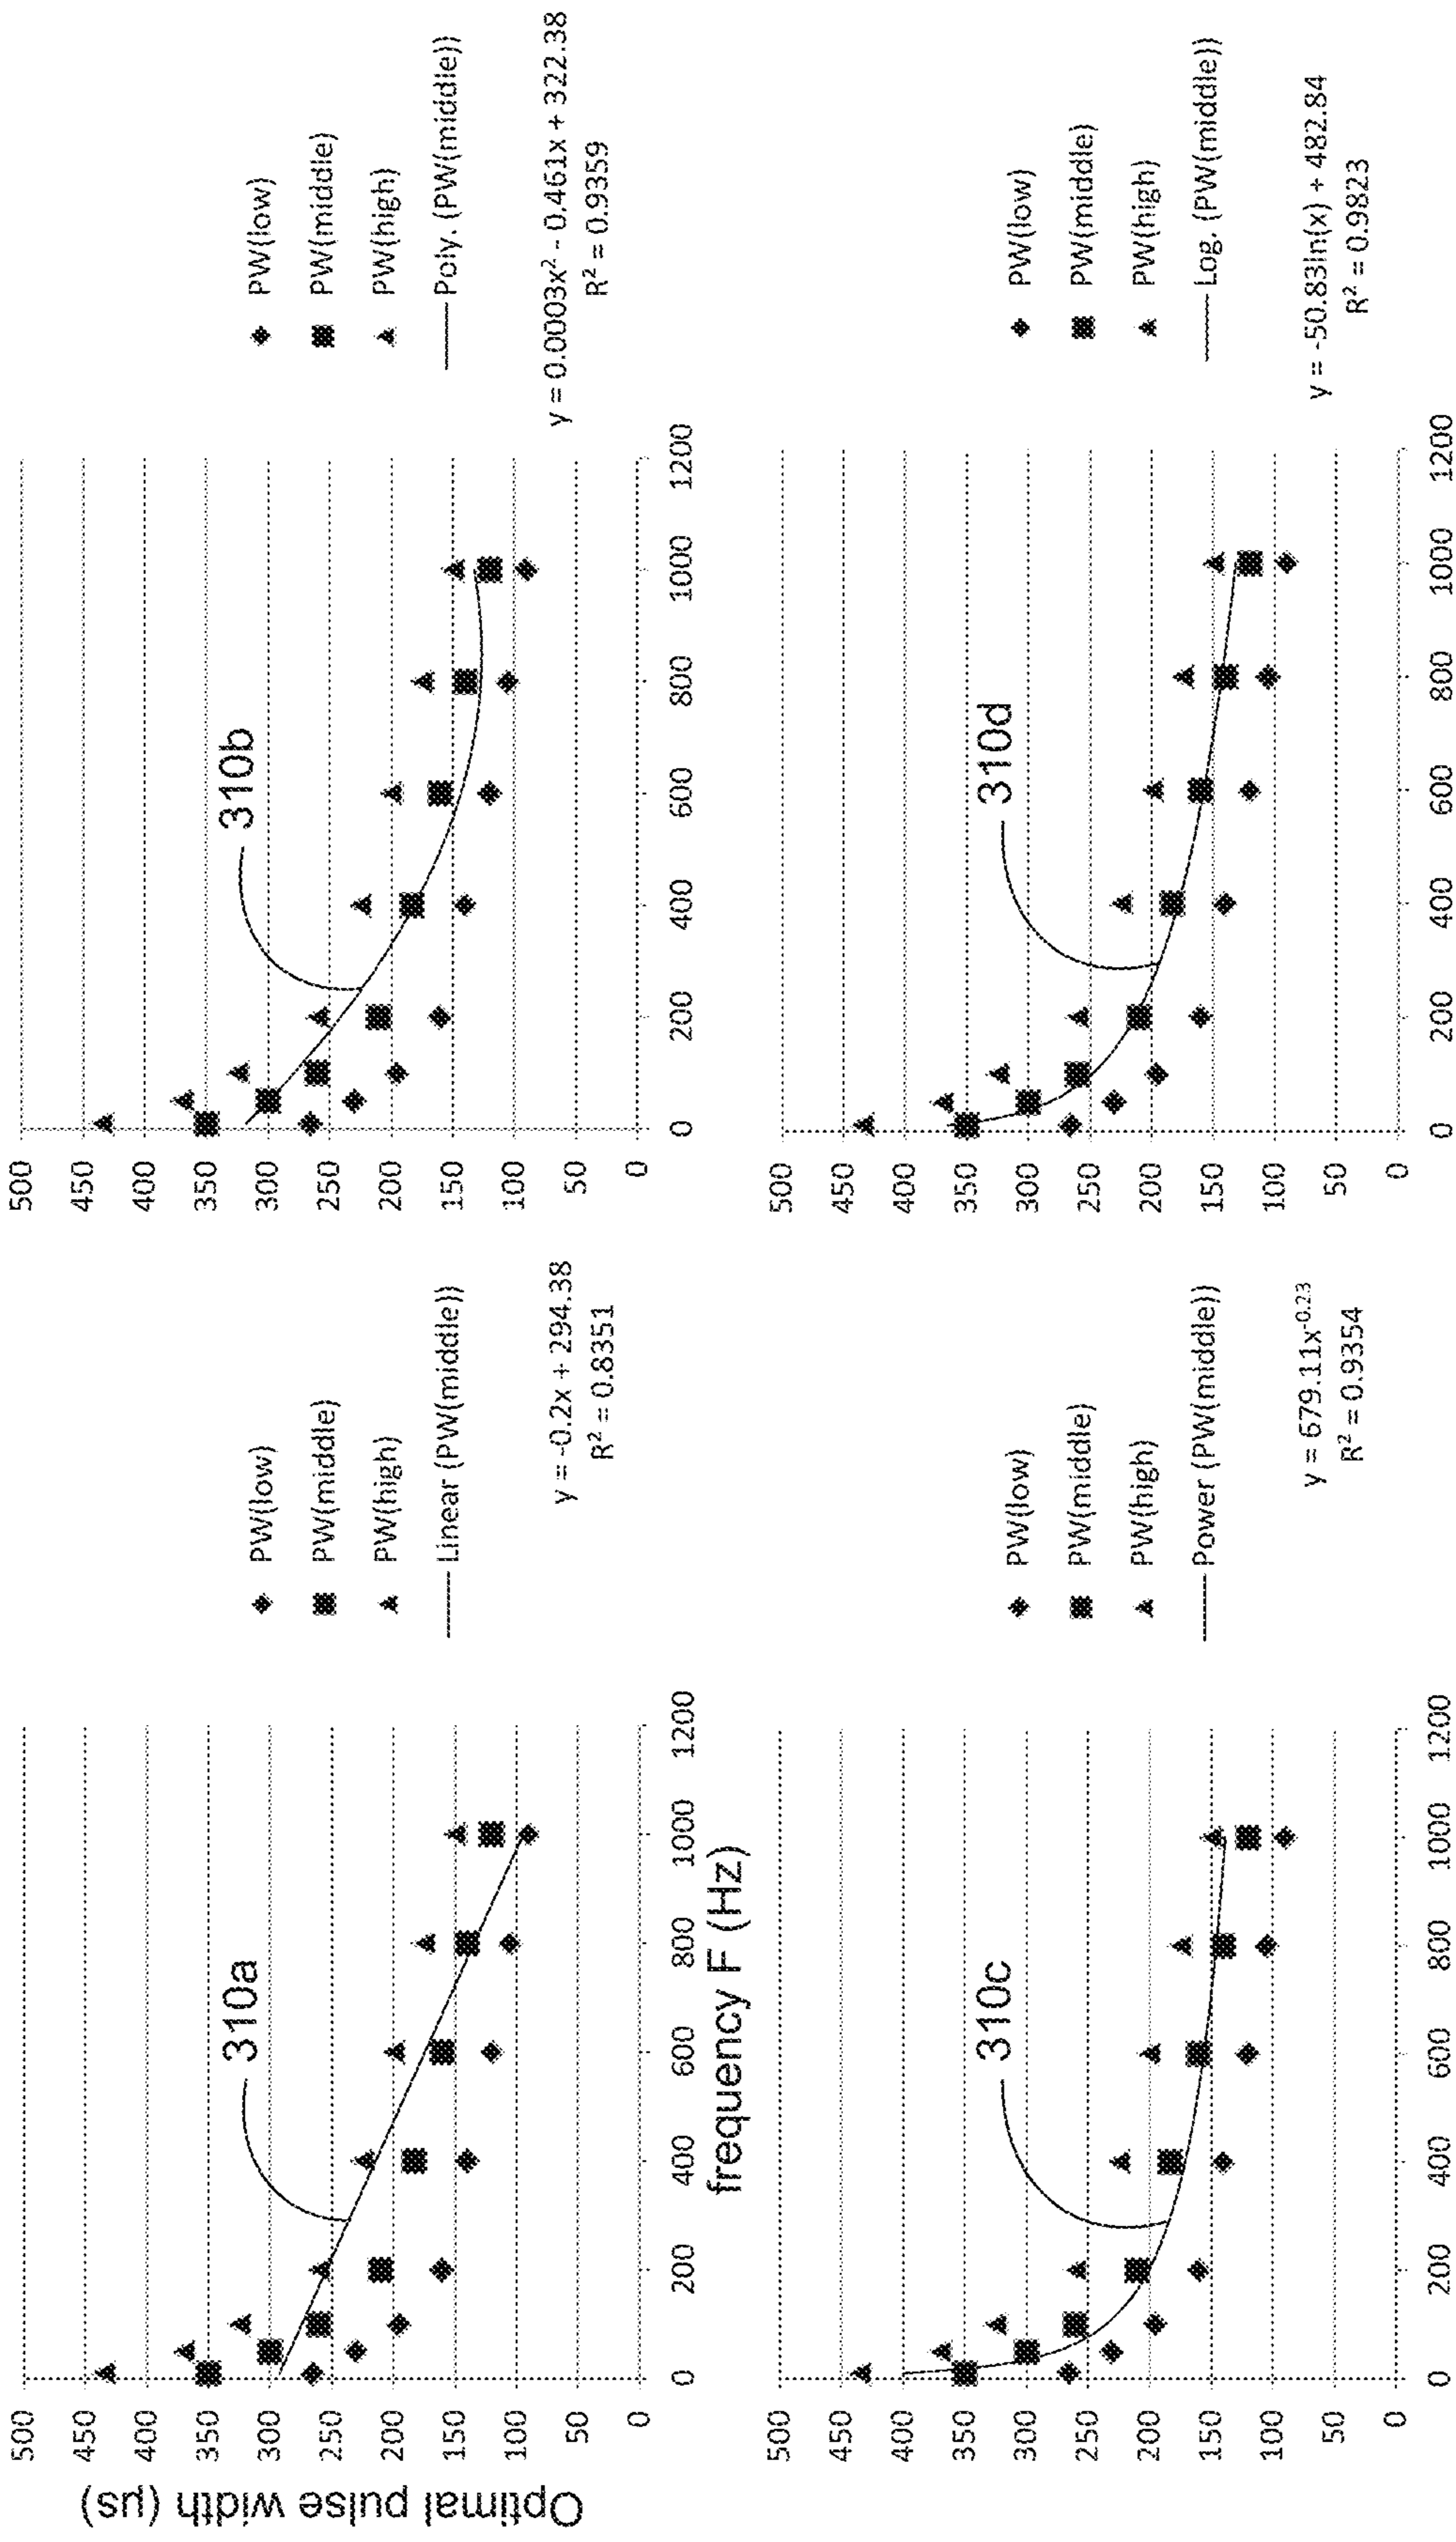 Optimal pulse width (µs)
500
450
400
350
300
250
200
150
100
50
0
310a
0 200 400 600 800 1000 1200
frequency F (Hz)
PW(low)
PW(middle)
PW(high)
Linear (PW(middle))
y = -0.2x + 294.38
R² = 0.8351
500
450
400
350
300
250
200
150
100
50
0
310b
0 200 400 600 800 1000 1200
PW(low)
PW(middle)
PW(high)
Poly. (PW(middle))
y = 0.0003x² - 0.461x + 322.38
R² = 0.9359
500
450
400
350
300
250
200
150
100
50
0
310c
0 200 400 600 800 1000 1200
PW(low)
PW(middle)
PW(high)
Power (PW(middle))
y = 679.11x⁻⁰·²³
R² = 0.9354
500
450
400
350
300
250
200
150
100
50
0
310d
0 200 400 600 800 1000 1200
PW(low)
PW(middle)
PW(high)
Log. (PW(middle))
y = -50.83ln(x) + 482.84
R² = 0.9823